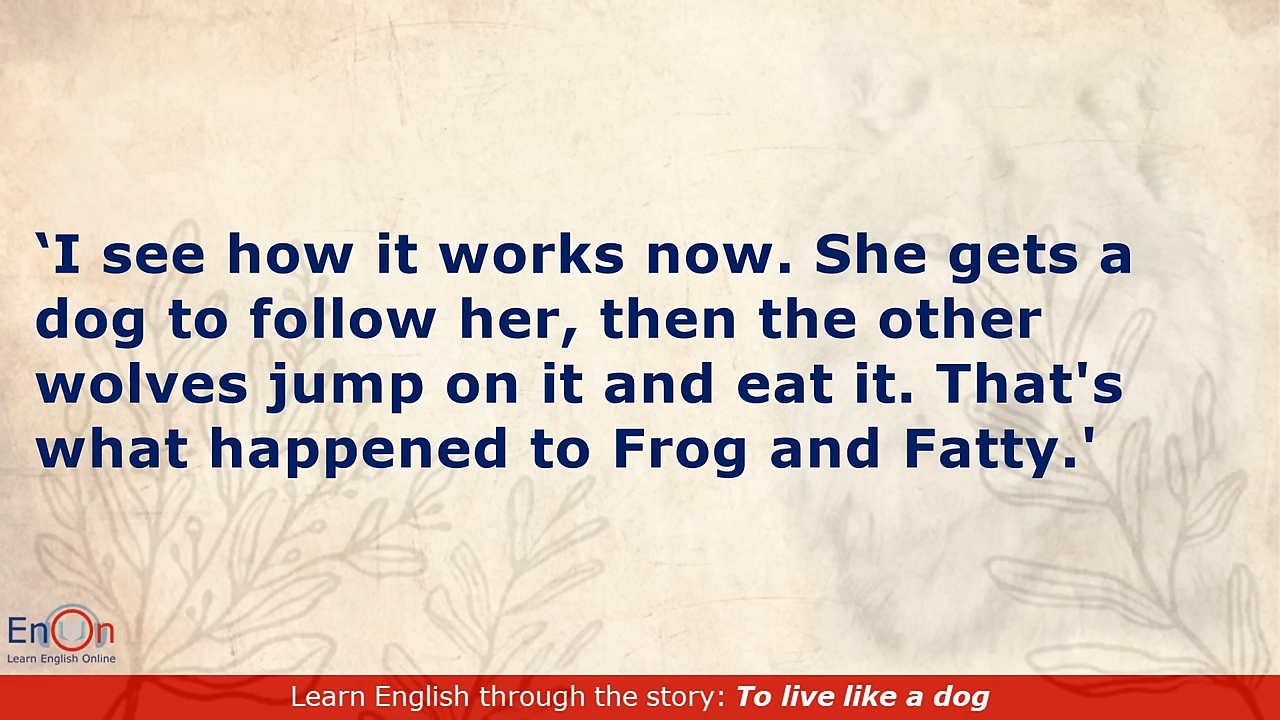 ‘I see how it works now. She gets a
dog to follow her, then the other
wolves jump on it and eat it. That's
what happened to Frog and Fatty.'
EnOn
Learn English Online
Learn English through the story: To live like a dog